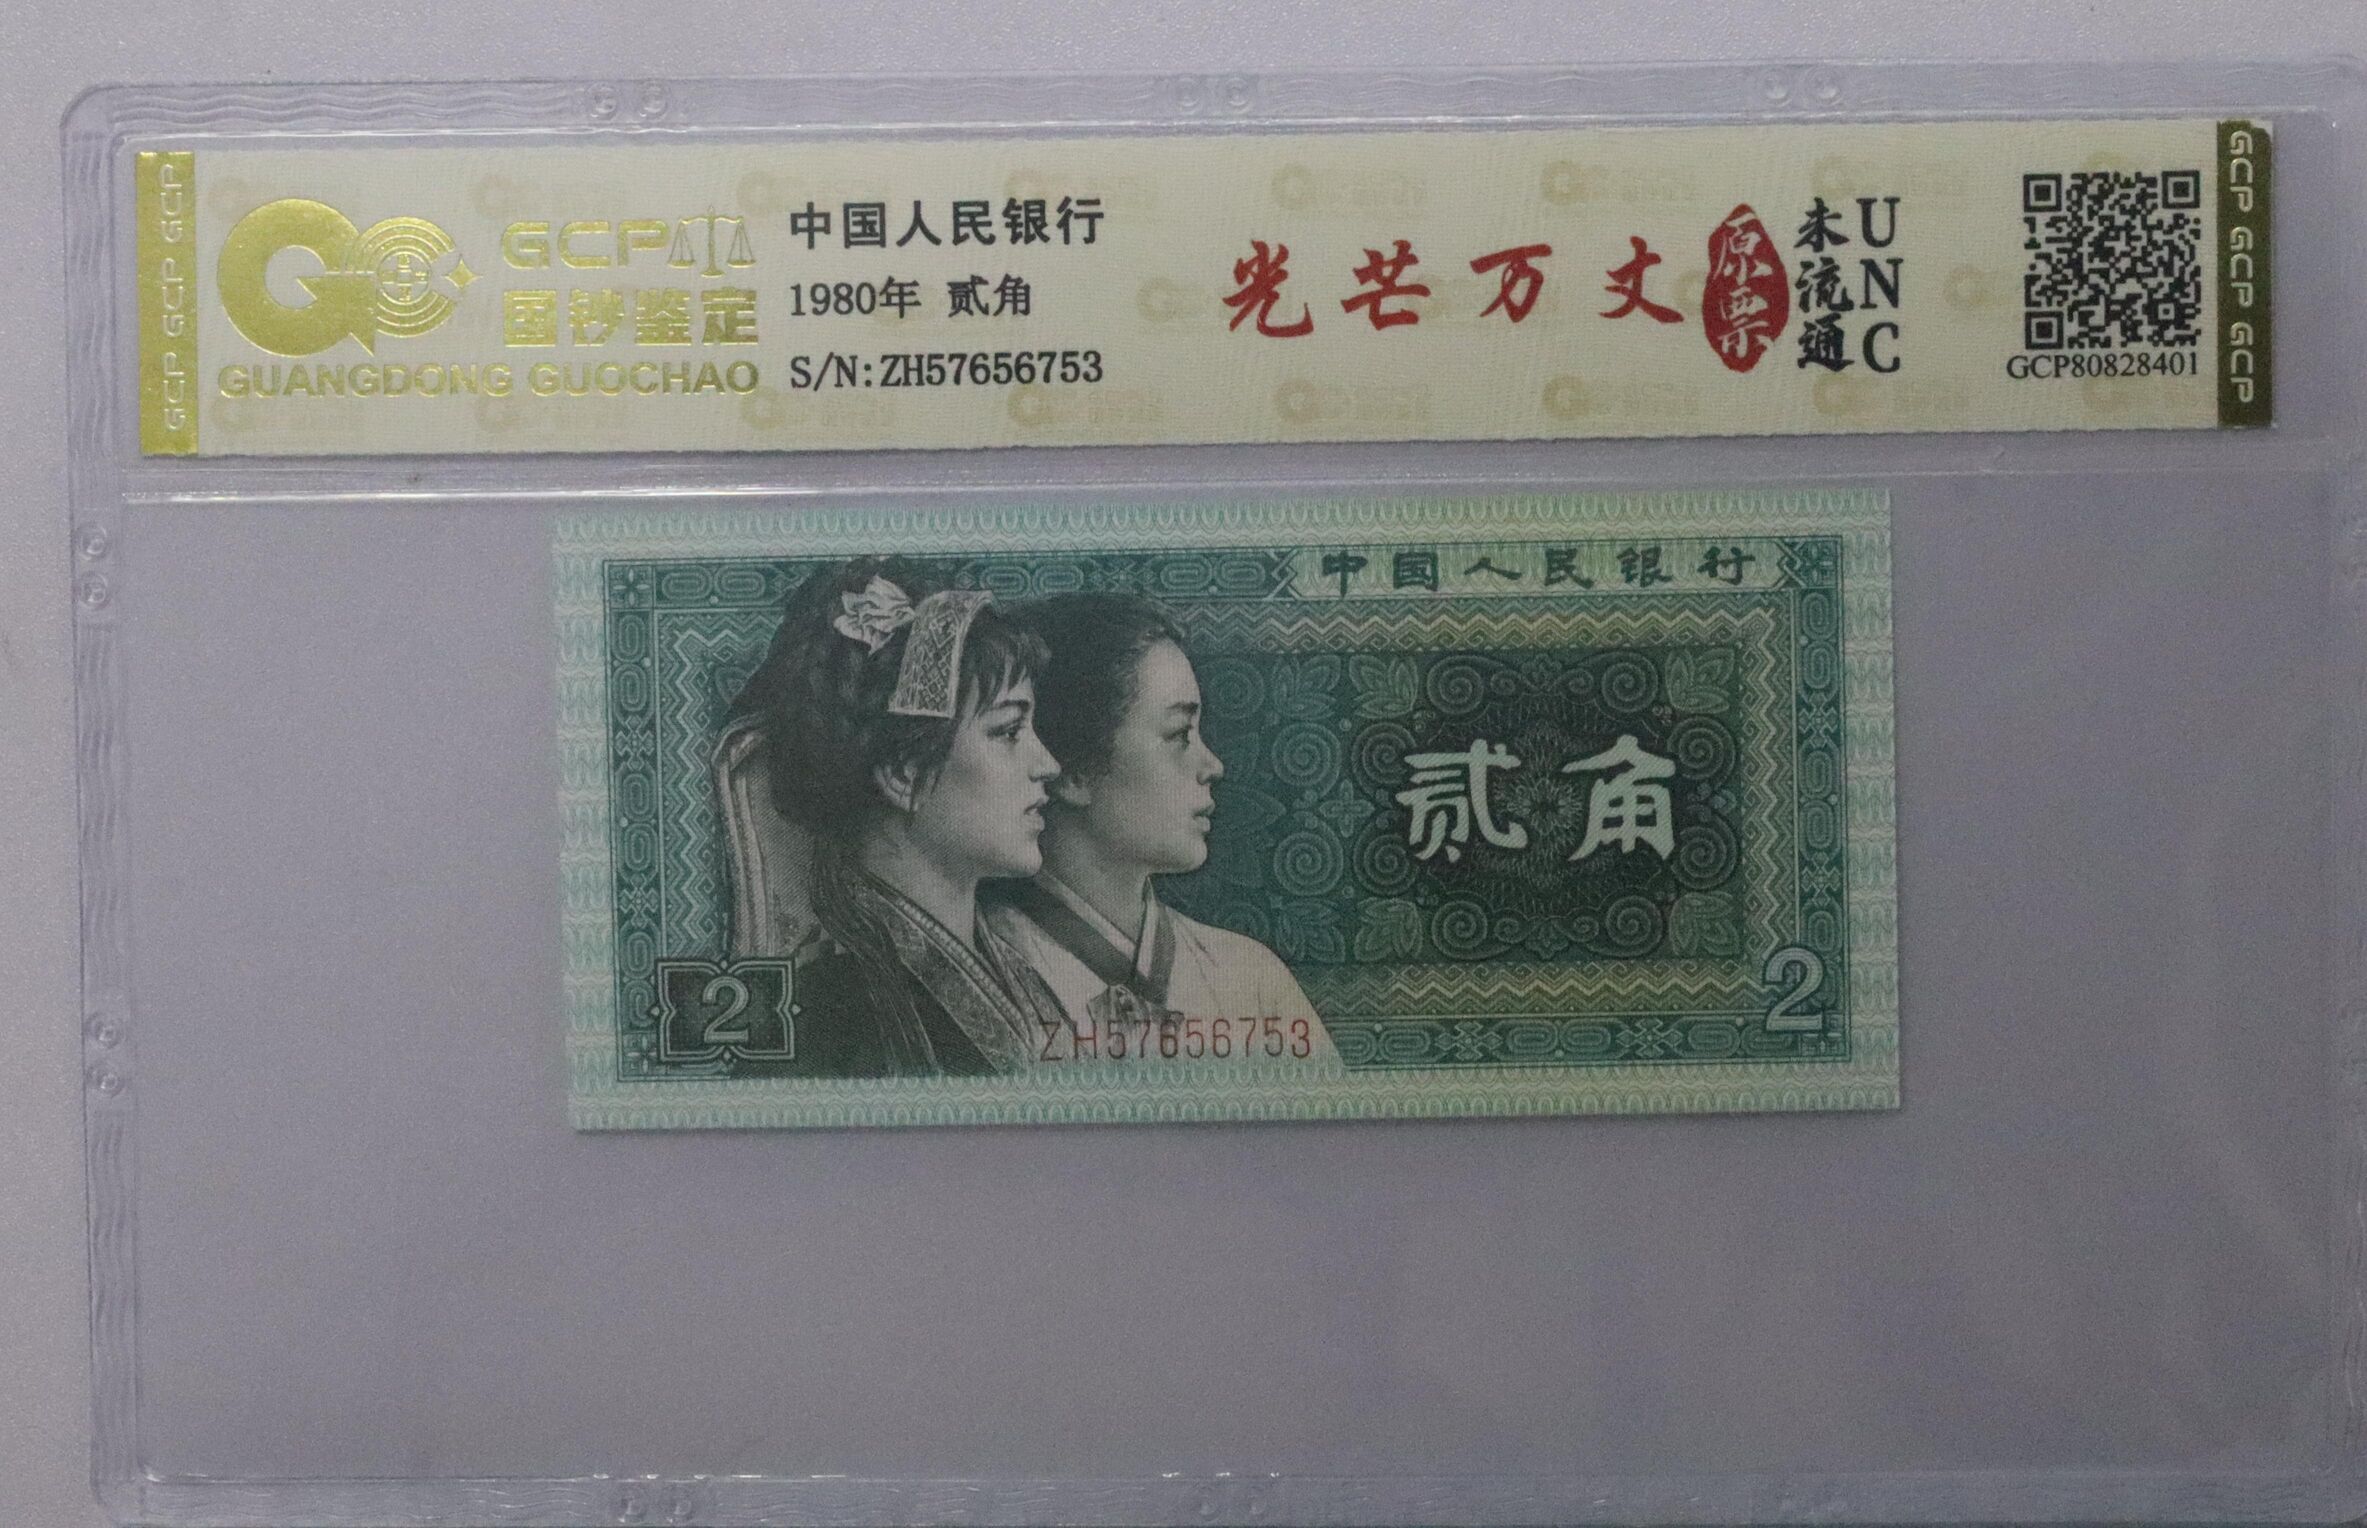 GCP GCP GCP
GCP
国钞鉴定
GUANGDONG GUOCHAO
中国人民银行
1980年 贰角
S/N:ZH57656753
光芒万丈
原票
未流通
UNC
GCP80828401
GCP GCP GCP GCP
中国人民银行
贰角
2
2
ZH57656753